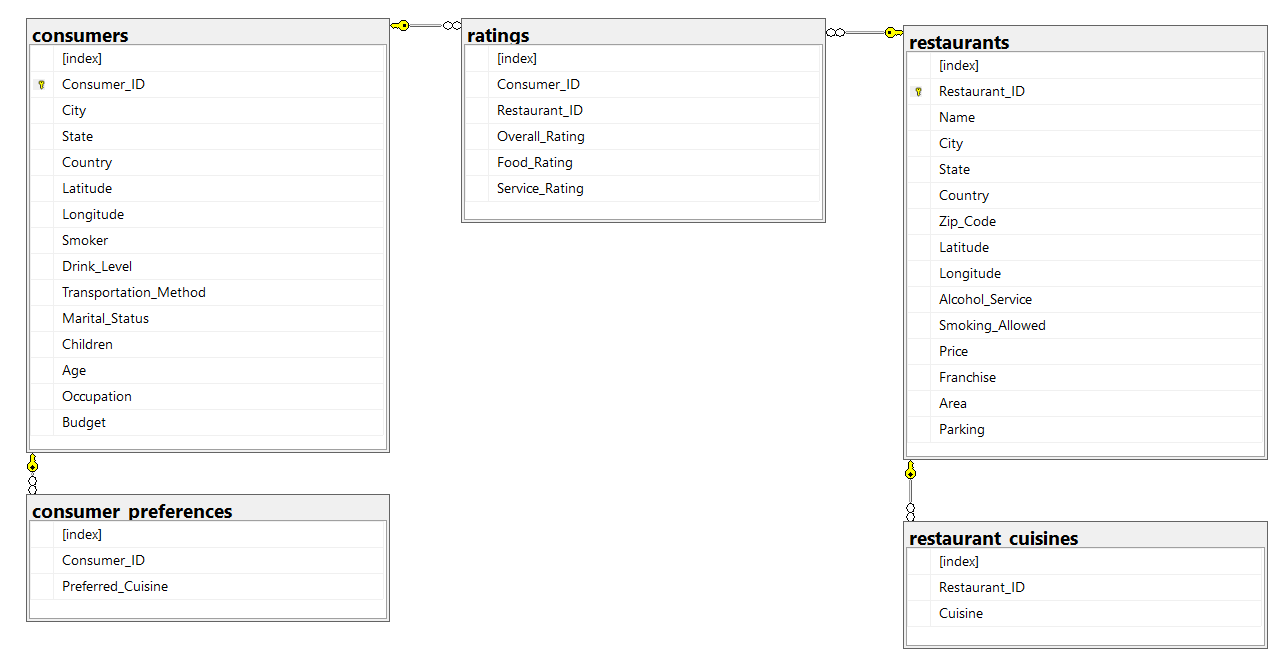 consumers
[index]
Consumer_ID
City
State
Country
Latitude
Longitude
Smoker
Drink_Level
Transportation_Method
Marital_Status
Children
Age
Occupation
Budget
ratings
[index]
Consumer_ID
Restaurant_ID
Overall_Rating
Food_Rating
Service_Rating
restaurants
[index]
Restaurant_ID
Name
City
State
Country
Zip_Code
Latitude
Longitude
Alcohol_Service
Smoking_Allowed
Price
Franchise
Area
Parking
consumer_preferences
[index]
Consumer_ID
Preferred_Cuisine
restaurant_cuisines
[index]
Restaurant_ID
Cuisine